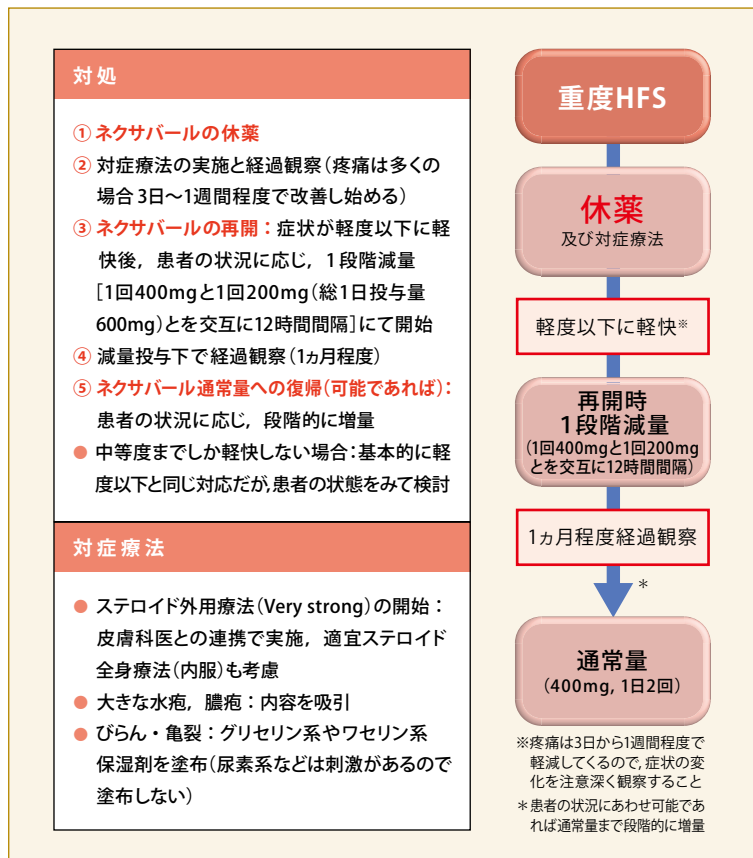 対処
① ネクサバールの休薬
② 対症療法の実施と経過観察（疼痛は多くの
場合 3日～1週間程度で改善し始める）
③ ネクサバールの再開：症状が軽度以下に軽
快後，患者の状況に応じ，1段階減量
［1回400mgと1回200mg（総1日投与量
600mg）とを交互に12時間間隔］にて開始
④ 減量投与下で経過観察（1ヵ月程度）
⑤ ネクサバール通常量への復帰（可能であれば）：
患者の状況に応じ，段階的に増量
● 中等度までしか軽快しない場合：基本的に軽
度以下と同じ対応だが，患者の状態をみて検討
対症療法
● ステロイド外用療法（Very strong）の開始：
皮膚科医との連携で実施，適宜ステロイド
全身療法（内服）も考慮
● 大きな水疱，膿疱：内容を吸引
● びらん・亀裂：グリセリン系やワセリン系
保湿剤を塗布（尿素系などは刺激があるので
塗布しない）
重度HFS
休薬
及び対症療法
軽度以下に軽快※
再開時
1段階減量
（1回400mgと1回200mg
とを交互に12時間間隔）
1ヵ月程度経過観察
＊
通常量
（400mg，1日2回）
※疼痛は3日から1週間程度で
軽減してくるので，症状の変
化を注意深く観察すること
＊患者の状況にあわせ可能であ
れば通常量まで段階的に増量